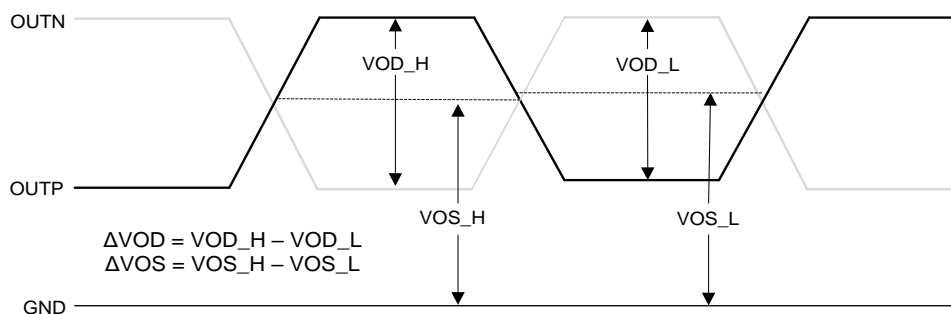 OUTN
VOD_H
VOD_L
OUTP
VOS_H
VOS_L
ΔVOD = VOD_H – VOD_L
ΔVOS = VOS_H – VOS_L
GND